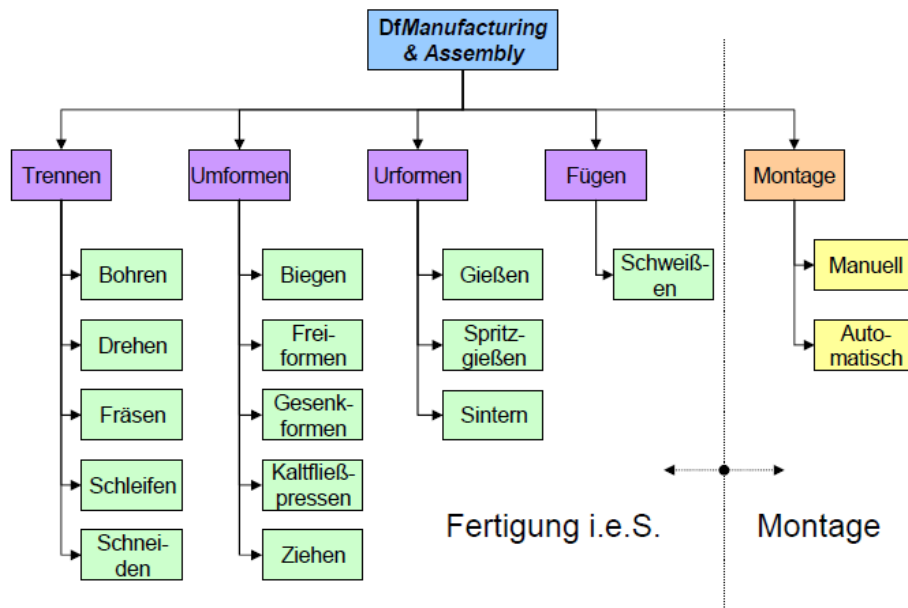 DfManufacturing
& Assembly
Trennen
Umformen
Urformen
Fügen
Montage
Bohren
Drehen
Fräsen
Schleifen
Schnei-
den
Biegen
Frei-
formen
Gesenk-
formen
Kaltfließ-
pressen
Ziehen
Gießen
Spritz-
gießen
Sintern
Schweiß-
en
Manuell
Auto-
matisch
Fertigung i.e.S.
Montage